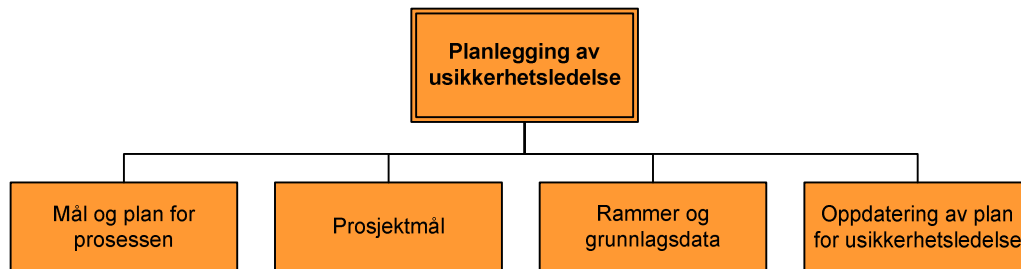 Planlegging av
usikkerhetsledelse
Mål og plan for
prosessen
Prosjektmål
Rammer og
grunnlagsdata
Oppdatering av plan
for usikkerhetsledelse